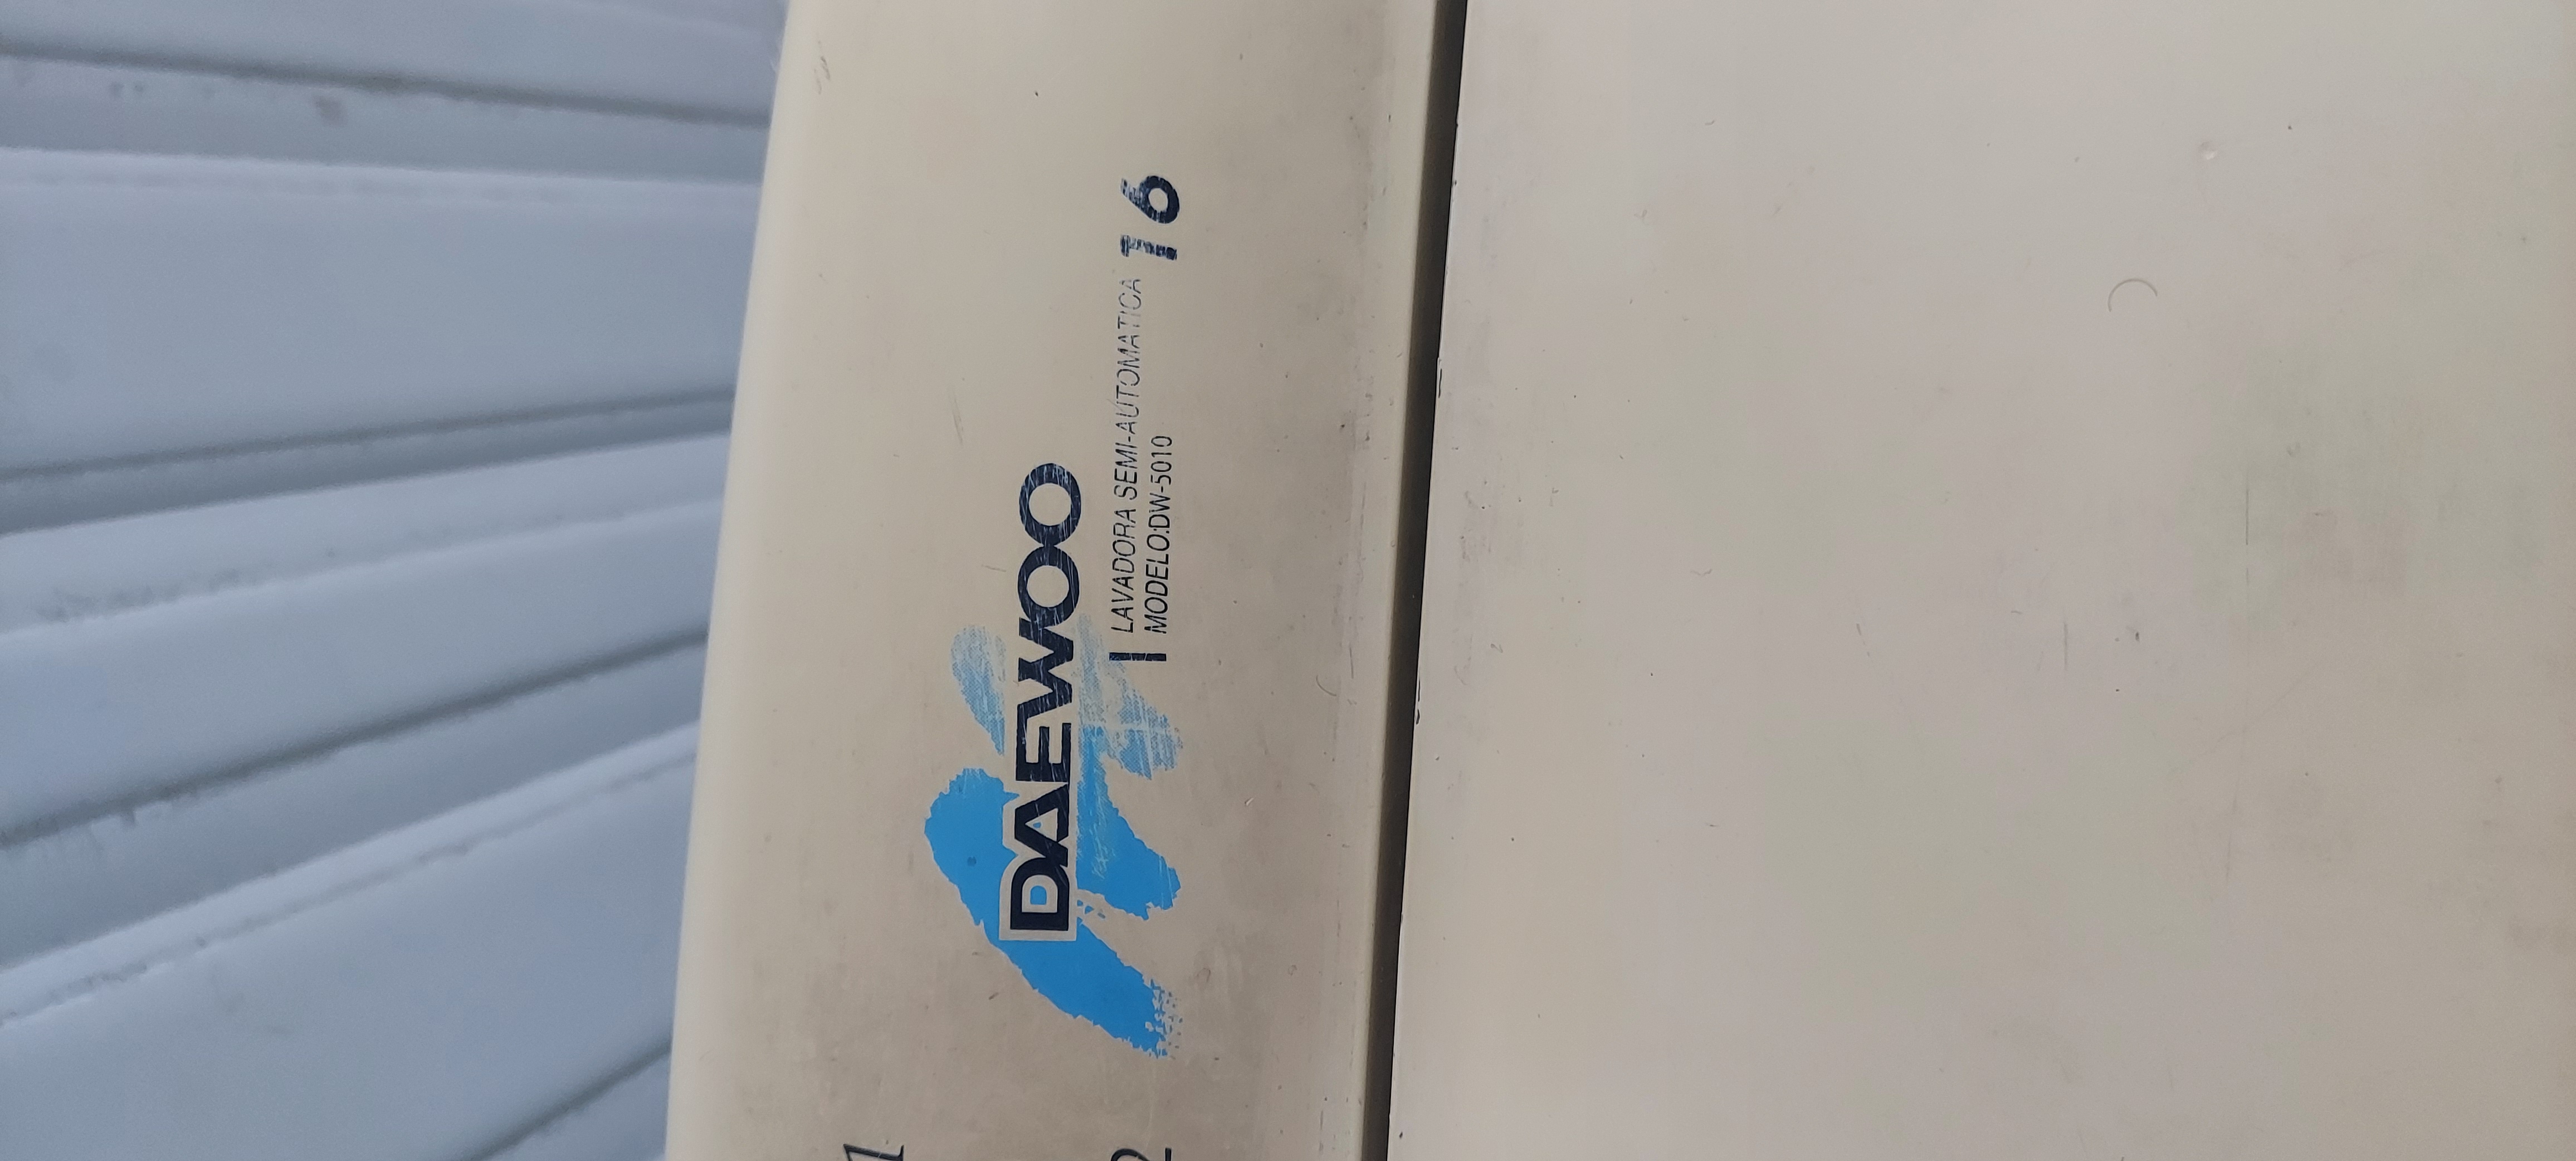 DAEWOO
LAVADORA SEMI-AUTOMATICA 16
MODELO:DW-5010